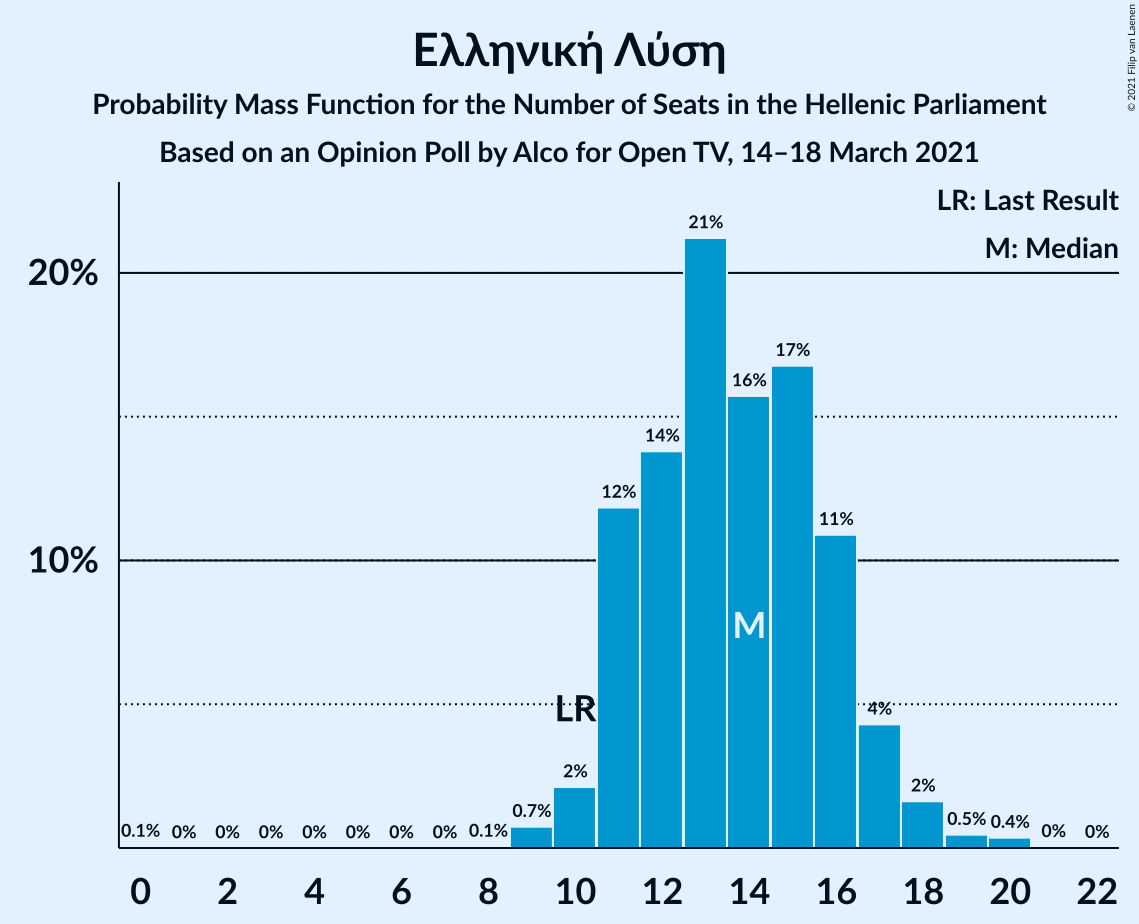 © 2021 Filip van Laenen
Ελληνική Λύση
Probability Mass Function for the Number of Seats in the Hellenic Parliament
Based on an Opinion Poll by Alco for Open TV, 14–18 March 2021
LR: Last Result
M: Median
20%
10%
0.1% 0% 0% 0% 0% 0% 0% 0% 0.1% 0.7% 2% 12% 14% 21% 16% 17% 11% 4% 2% 0.5% 0.4% 0% 0%
LR
M
0 2 4 6 8 10 12 14 16 18 20 22